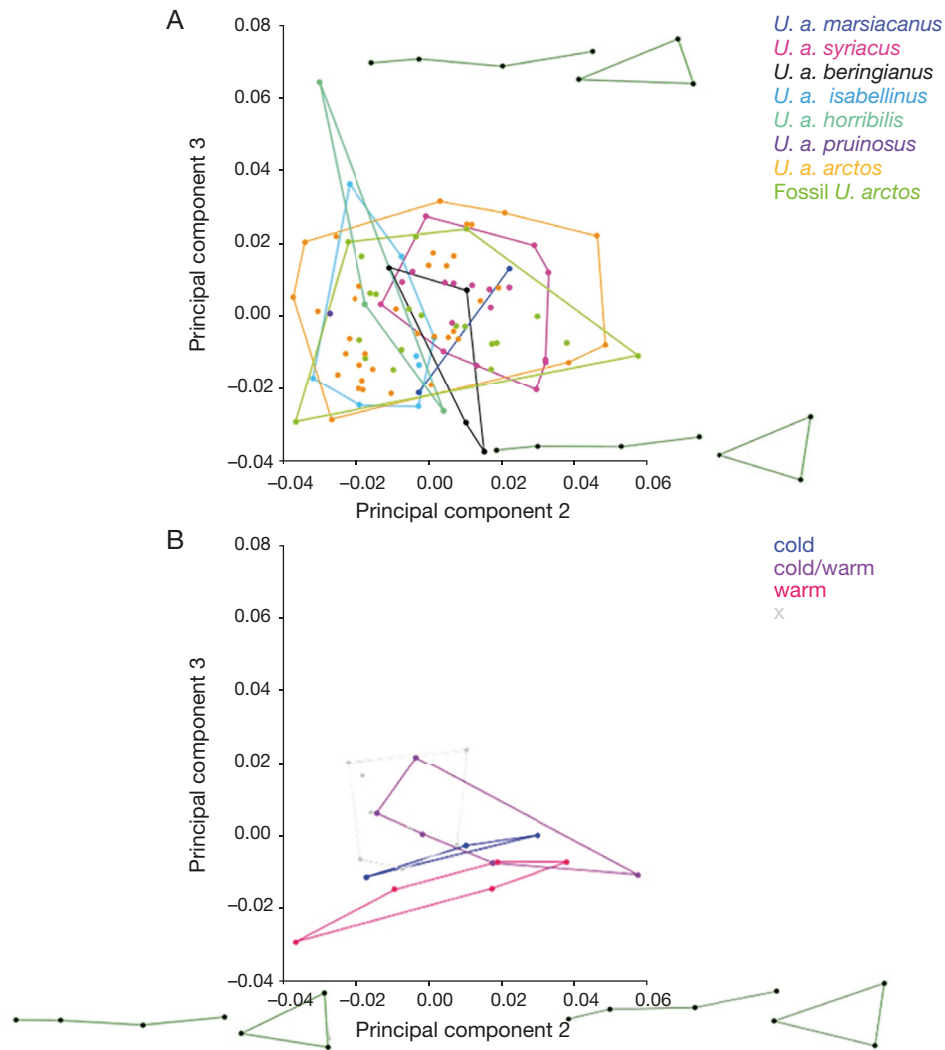 A
0.08
0.06
0.04
0.02
0.00
–0.02
–0.04
Principal component 3
–0.04 –0.02 0.00 0.02 0.04 0.06
Principal component 2
U. a. marsiacanus
U. a. syriacus
U. a. beringianus
U. a. isabellinus
U. a. horribilis
U. a. pruinosus
U. a. arctos
Fossil U. arctos
B
0.08
0.06
0.04
0.02
0.00
–0.02
–0.04
Principal component 3
–0.04 –0.02 0.00 0.02 0.04 0.06
Principal component 2
cold
cold/warm
warm
x